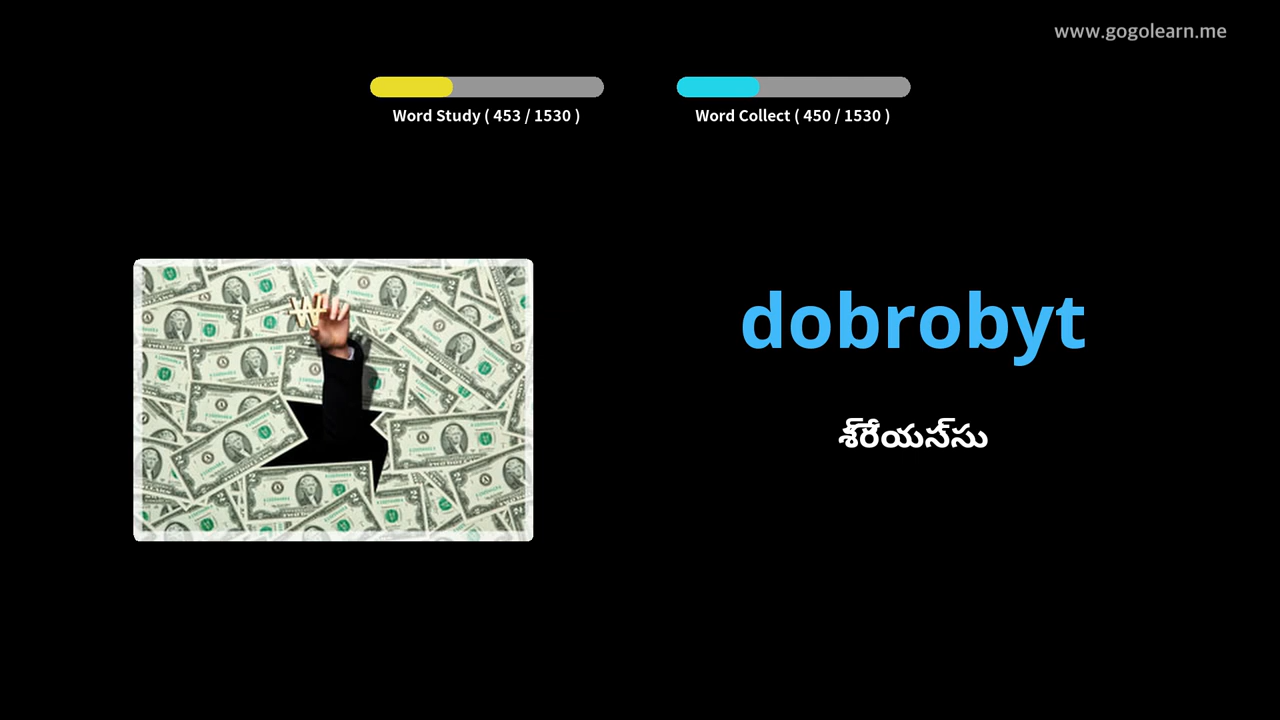 www.gogolearn.me
Word Study ( 453 / 1530 )
Word Collect ( 450 / 1530 )
dobrobyt
శ్రేయస్సు